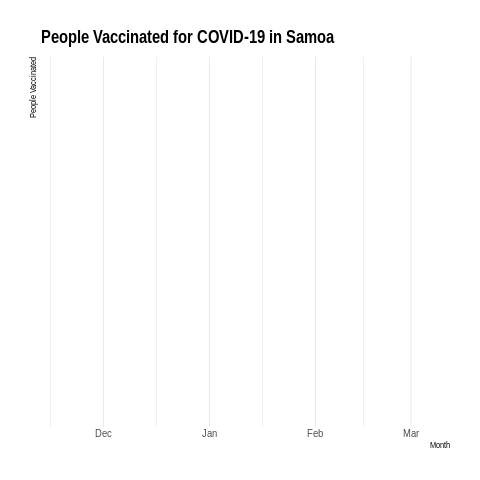 People Vaccinated for COVID-19 in Samoa
People Vaccinated
Dec Jan Feb Mar
Month